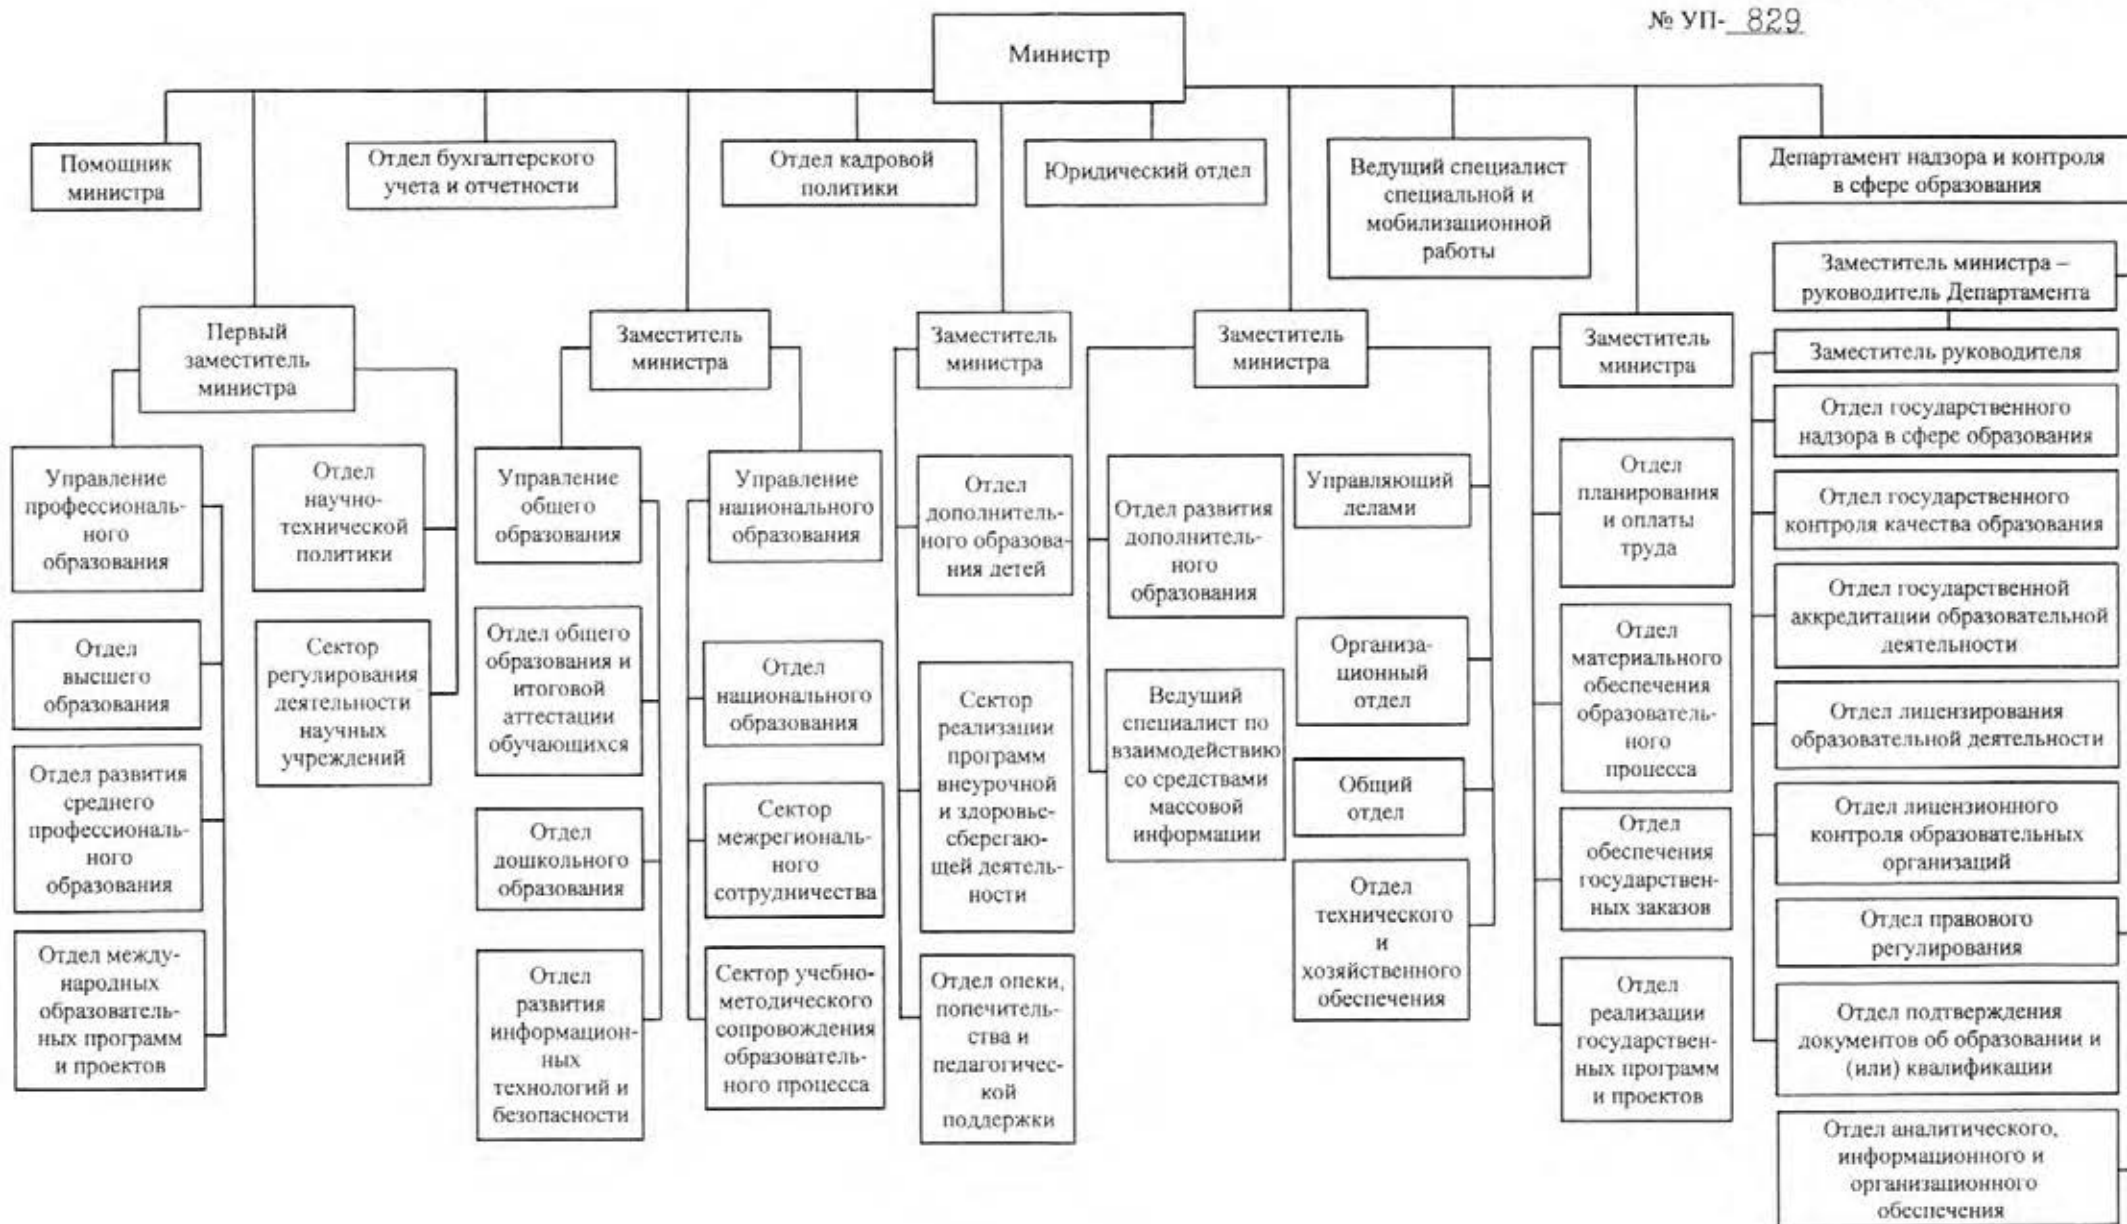 № УП- 829
Министр
Помощник
министра
Отдел бухгалтерского
учета и отчетности
Отдел кадровой
политики
Юридический отдел
Ведущий специалист
специальной и
мобилизационной
работы
Департамент надзора и контроля
в сфере образования
Первый
заместитель
министра
Заместитель
министра
Заместитель
министра
Заместитель
министра
Заместитель
министра
Заместитель министра –
руководитель Департамента
Заместитель руководителя
Управление
профессиональ-
ного
образования
Отдел
высшего
образования
Отдел развития
среднего
профессиональ-
ного
образования
Отдел между-
народных
образователь-
ных программ
и проектов
Отдел
научно-
технической
политики
Сектор
регулирования
деятельности
научных
учреждений
Управление
общего
образования
Отдел общего
образования и
итоговой
аттестации
обучающихся
Отдел
дошкольного
образования
Отдел
развития
информацион-
ных
технологий и
безопасности
Управление
национального
образования
Отдел
национального
образования
Сектор
межрегиональ-
ного
сотрудничества
Сектор учебно-
методического
сопровождения
образователь-
ного процесса
Отдел
дополнитель-
ного образова-
ния детей
Сектор
реализации
программ
внеурочной
и здоровье-
сберегаю-
щей деятель-
ности
Отдел опеки,
попечитель-
ства и
педагогичес-
кой
поддержки
Отдел развития
дополнитель-
ного
образования
Ведущий
специалист по
взаимодействию
со средствами
массовой
информации
Управляющий
делами
Организа-
ционный
отдел
Общий
отдел
Отдел
технического
и
хозяйственного
обеспечения
Отдел
планирования
и оплаты
труда
Отдел
материального
обеспечения
образователь-
ного
процесса
Отдел
обеспечения
государствен-
ных заказов
Отдел
реализации
государствен-
ных программ
и проектов
Отдел государственного
надзора в сфере образования
Отдел государственного
контроля качества образования
Отдел государственной
аккредитации образовательной
деятельности
Отдел лицензирования
образовательной деятельности
Отдел лицензионного
контроля образовательных
организаций
Отдел правового
регулирования
Отдел подтверждения
документов об образовании и
(или) квалификации
Отдел аналитического,
информационного и
организационного
обеспечения